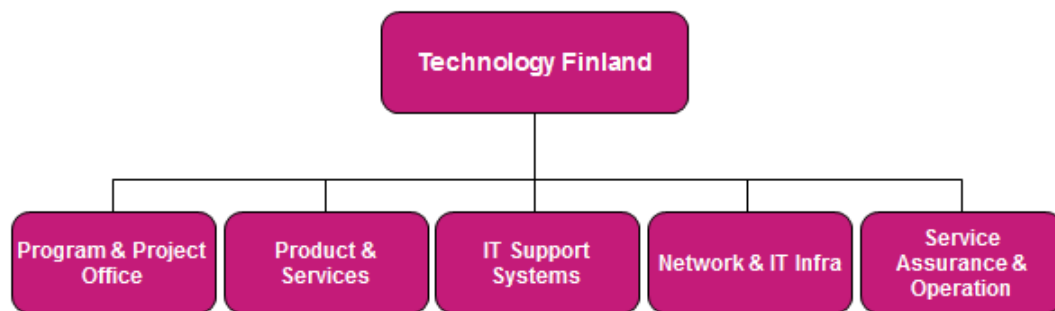 Technology Finland
Program & Project
Office
Product &
Services
IT Support
Systems
Network & IT Infra
Service
Assurance &
Operation